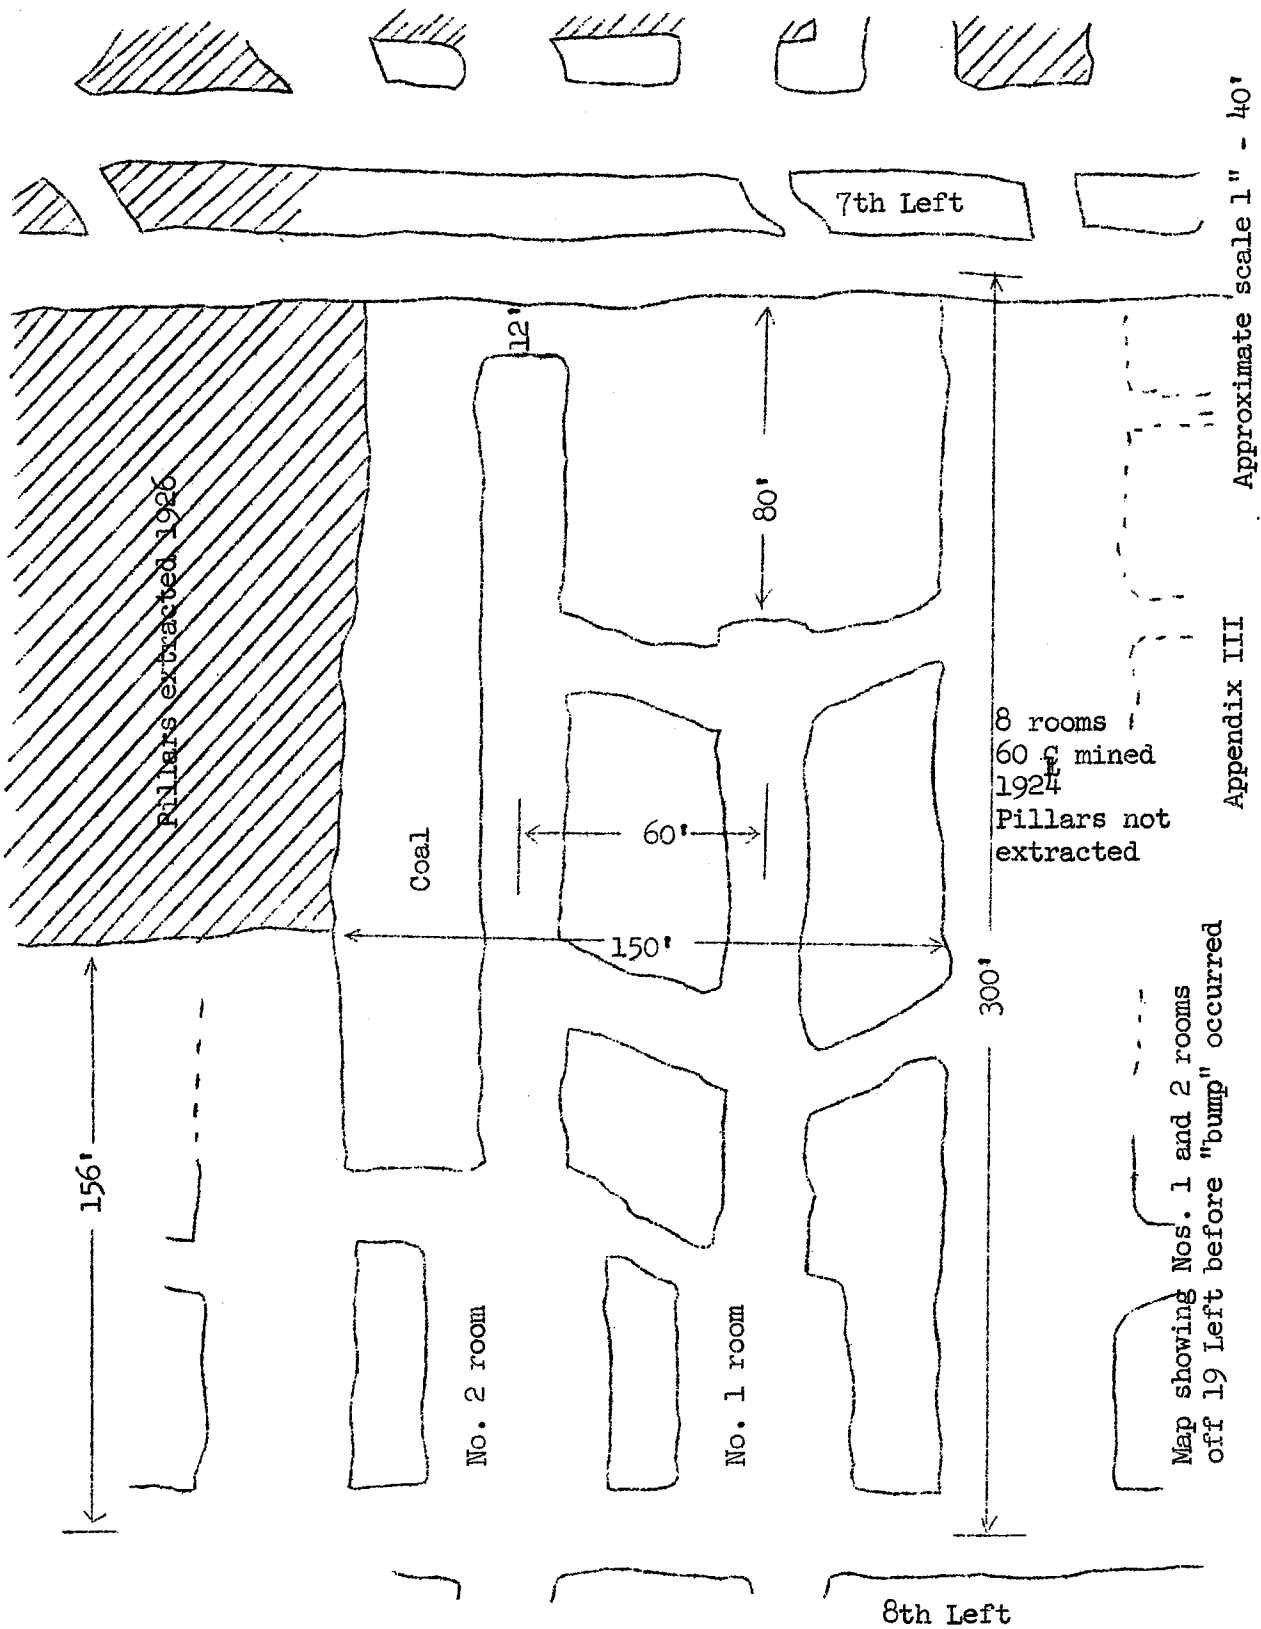 7th Left
12'
80'
Pillars extracted 1926
Coal
60'
8 rooms
60 ℄ mined
1924
Pillars not
extracted
150'
300'
156'
No. 2 room
No. 1 room
8th Left
Approximate scale 1" - 40'
Appendix III
Map showing Nos. 1 and 2 rooms
off 19 Left before "bump" occurred